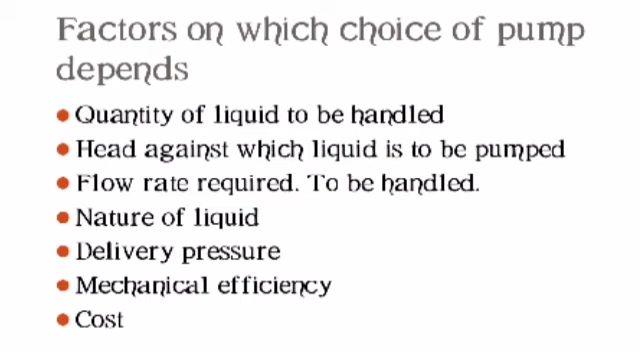 Factors on which choice of pump
depends
• Quantity of liquid to be handled
• Head against which liquid is to be pumped
• Flow rate required. To be handled.
• Nature of liquid
• Delivery pressure
• Mechanical efficiency
• Cost